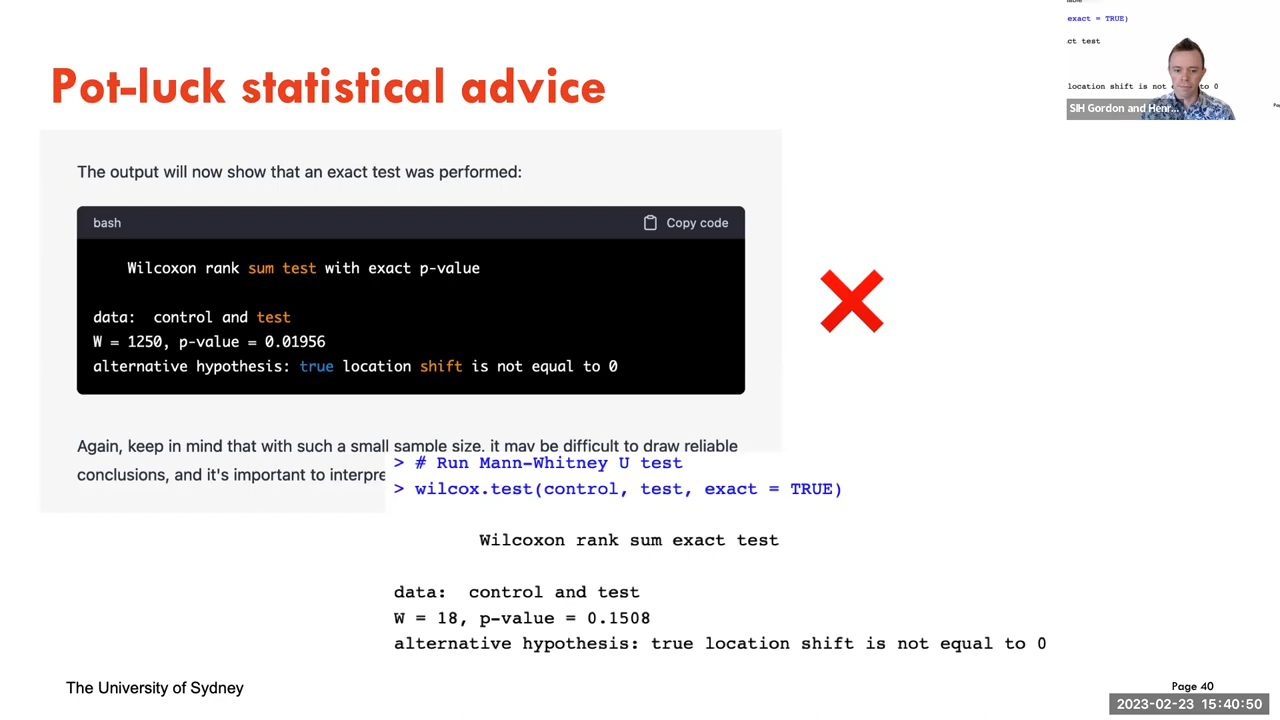 Pot-luck statistical advice
The output will now show that an exact test was performed:
bash
Copy code
Wilcoxon rank sum test with exact p-value
data: control and test
W = 1250, p-value = 0.01956
alternative hypothesis: true location shift is not equal to 0
Again, keep in mind that with such a small sample size, it may be difficult to draw reliable
conclusions, and it's important to interpre
> # Run Mann-Whitney U test
> wilcox.test(control, test, exact = TRUE)
Wilcoxon rank sum exact test
data: control and test
W = 18, p-value = 0.1508
alternative hypothesis: true location shift is not equal to 0
The University of Sydney
Page 40
2023-02-23 15:40:50
exact = TRUE)
ct test
location shift is not to 0
SIH Gordon and Henr...